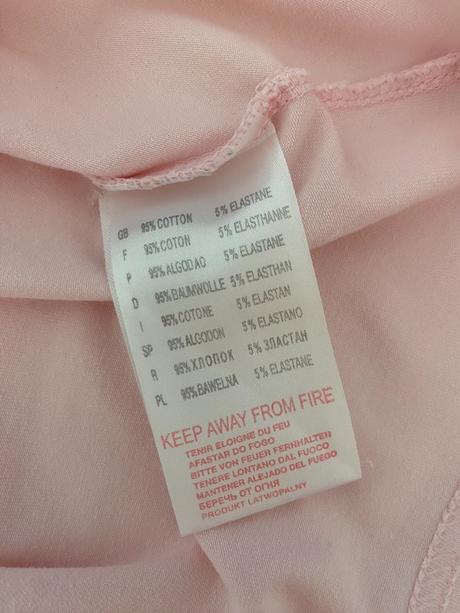 GB 95% COTTON 5% ELASTANE
F 95% COTON 5% ELASTHANNE
P 95% ALGODAO 5% ELASTANE
D 95% BAUMWOLLE 5% ELASTHAN
I 95% COTONE 5% ELASTAN
SP 95% ALGODON 5% ELASTANO
R 95% ХЛОПОК 5% ЗЛАСТАН
PL 95% BAWELNA 5% ELASTANE
KEEP AWAY FROM FIRE
TENIR ELOIGNE DU FEU
AFASTAR DO FOGO
BITTE VON FEUER FERNHALTEN
TENERE LONTANO DAL FUOCO
MANTENER ALEJADO DEL FUEGO
БЕРЕЧЬ ОТ ОГНЯ
PRODUKT LATWOPALNY